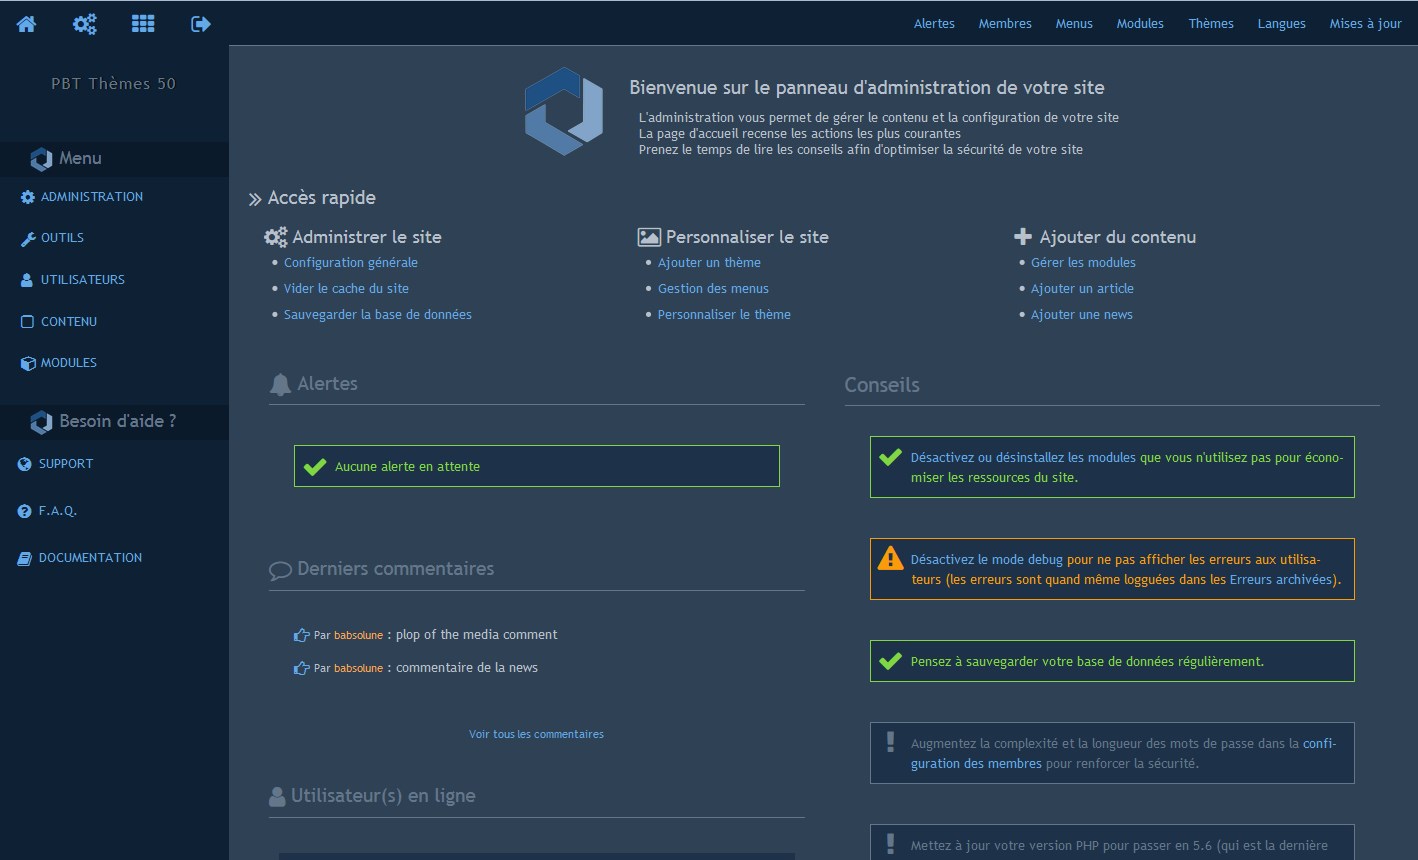 Alertes Membres Menus Modules Thèmes Langues Mises à jour
PBT Thèmes 50
Menu
ADMINISTRATION
OUTILS
UTILISATEURS
CONTENU
MODULES
Besoin d'aide ?
SUPPORT
F.A.Q.
DOCUMENTATION
Bienvenue sur le panneau d'administration de votre site
L'administration vous permet de gérer le contenu et la configuration de votre site
La page d'accueil recense les actions les plus courantes
Prenez le temps de lire les conseils afin d'optimiser la sécurité de votre site
Accès rapide
Administrer le site
Configuration générale
Vider le cache du site
Sauvegarder la base de données
Personnaliser le site
Ajouter un thème
Gestion des menus
Personnaliser le thème
Ajouter du contenu
Gérer les modules
Ajouter un article
Ajouter une news
Alertes
Aucune alerte en attente
Derniers commentaires
Par babsolune : plop of the media comment
Par babsolune : commentaire de la news
Voir tous les commentaires
Utilisateur(s) en ligne
Conseils
Désactivez ou désinstallez les modules que vous n'utilisez pas pour écono-
miser les ressources du site.
Désactivez le mode debug pour ne pas afficher les erreurs aux utilisa-
teurs (les erreurs sont quand même logguées dans les Erreurs archivées).
Pensez à sauvegarder votre base de données régulièrement.
Augmentez la complexité et la longueur des mots de passe dans la confi-
guration des membres pour renforcer la sécurité.
Mettez à jour votre version PHP pour passer en 5.6 (qui est la dernière